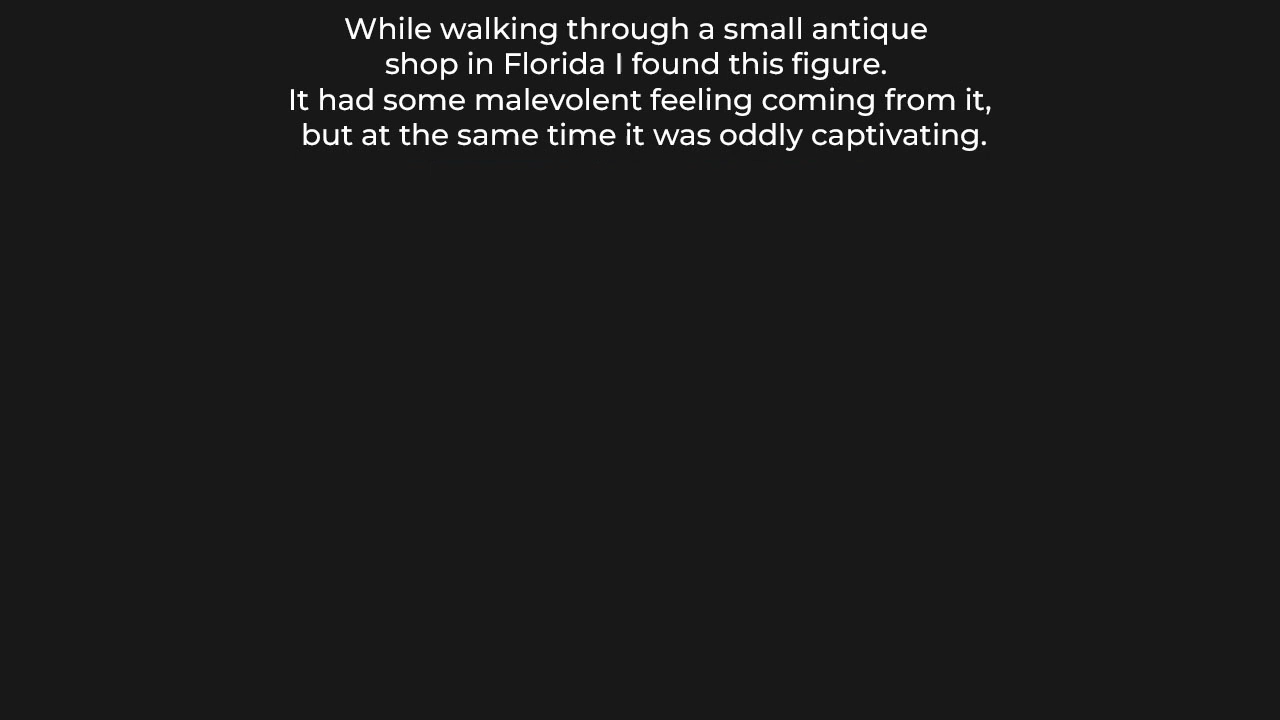 While walking through a small antique
shop in Florida I found this figure.
It had some malevolent feeling coming from it,
but at the same time it was oddly captivating.